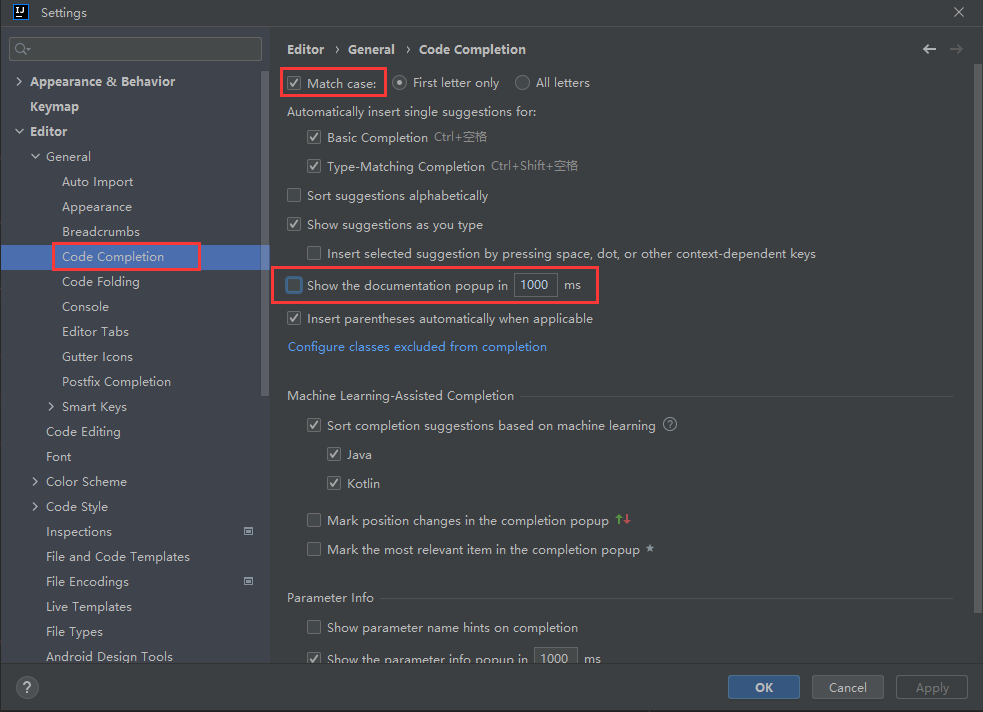 IJ Settings
Appearance & Behavior
Keymap
Editor
General
Auto Import
Appearance
Breadcrumbs
Code Completion
Code Folding
Console
Editor Tabs
Gutter Icons
Postfix Completion
Smart Keys
Code Editing
Font
Color Scheme
Code Style
Inspections
File and Code Templates
File Encodings
Live Templates
File Types
Android Design Tools
Editor › General › Code Completion
Match case: First letter only All letters
Automatically insert single suggestions for:
Basic Completion Ctrl+空格
Type-Matching Completion Ctrl+Shift+空格
Sort suggestions alphabetically
Show suggestions as you type
Insert selected suggestion by pressing space, dot, or other context-dependent keys
Show the documentation popup in 1000 ms
Insert parentheses automatically when applicable
Configure classes excluded from completion
Machine Learning-Assisted Completion
Sort completion suggestions based on machine learning ?
Java
Kotlin
Mark position changes in the completion popup ↑↓
Mark the most relevant item in the completion popup ★
Parameter Info
Show parameter name hints on completion
Show the parameter info popup in 1000 ms
? OK Cancel Apply